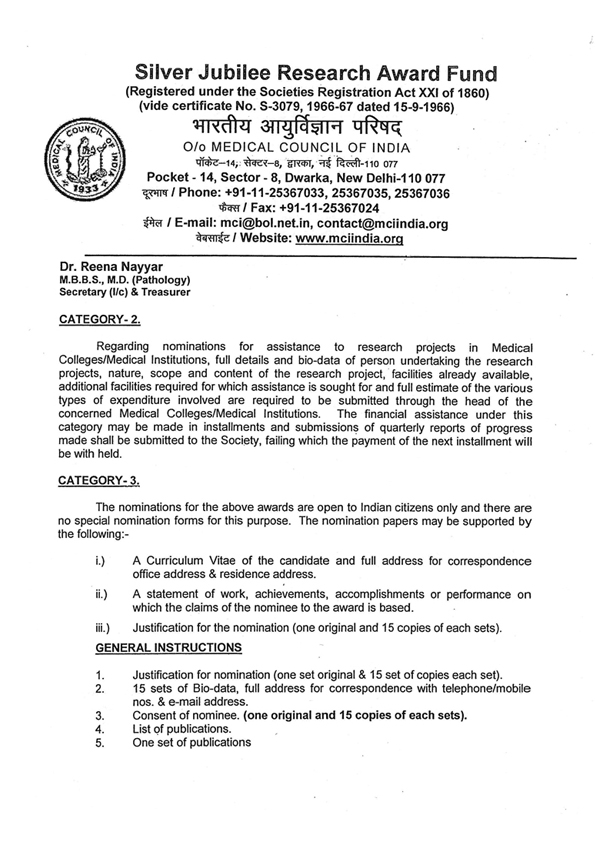 Silver Jubilee Research Award Fund
(Registered under the Societies Registration Act XXI of 1860)
(vide certificate No. S-3079, 1966-67 dated 15-9-1966)
भारतीय आयुर्विज्ञान परिषद्
O/o MEDICAL COUNCIL OF INDIA
पॉकेट–14, सेक्टर–8, द्वारका, नई दिल्ली-110 077
Pocket - 14, Sector - 8, Dwarka, New Delhi-110 077
दूरभाष / Phone: +91-11-25367033, 25367035, 25367036
फैक्स / Fax: +91-11-25367024
ईमेल / E-mail: mci@bol.net.in, contact@mciindia.org
वेबसाईट / Website: www.mciindia.org
MEDICAL COUNCIL OF INDIA
1933
Dr. Reena Nayyar
M.B.B.S., M.D. (Pathology)
Secretary (I/c) & Treasurer
CATEGORY- 2.
Regarding nominations for assistance to research projects in Medical
Colleges/Medical Institutions, full details and bio-data of person undertaking the research
projects, nature, scope and content of the research project, facilities already available,
additional facilities required for which assistance is sought for and full estimate of the various
types of expenditure involved are required to be submitted through the head of the
concerned Medical Colleges/Medical Institutions. The financial assistance under this
category may be made in installments and submissions of quarterly reports of progress
made shall be submitted to the Society, failing which the payment of the next installment will
be with held.
CATEGORY- 3.
The nominations for the above awards are open to Indian citizens only and there are
no special nomination forms for this purpose. The nomination papers may be supported by
the following:-
i.) A Curriculum Vitae of the candidate and full address for correspondence
office address & residence address.
ii.) A statement of work, achievements, accomplishments or performance on
which the claims of the nominee to the award is based.
iii.) Justification for the nomination (one original and 15 copies of each sets).
GENERAL INSTRUCTIONS
1. Justification for nomination (one set original & 15 set of copies each set).
2. 15 sets of Bio-data, full address for correspondence with telephone/mobile
nos. & e-mail address.
3. Consent of nominee. (one original and 15 copies of each sets).
4. List of publications.
5. One set of publications